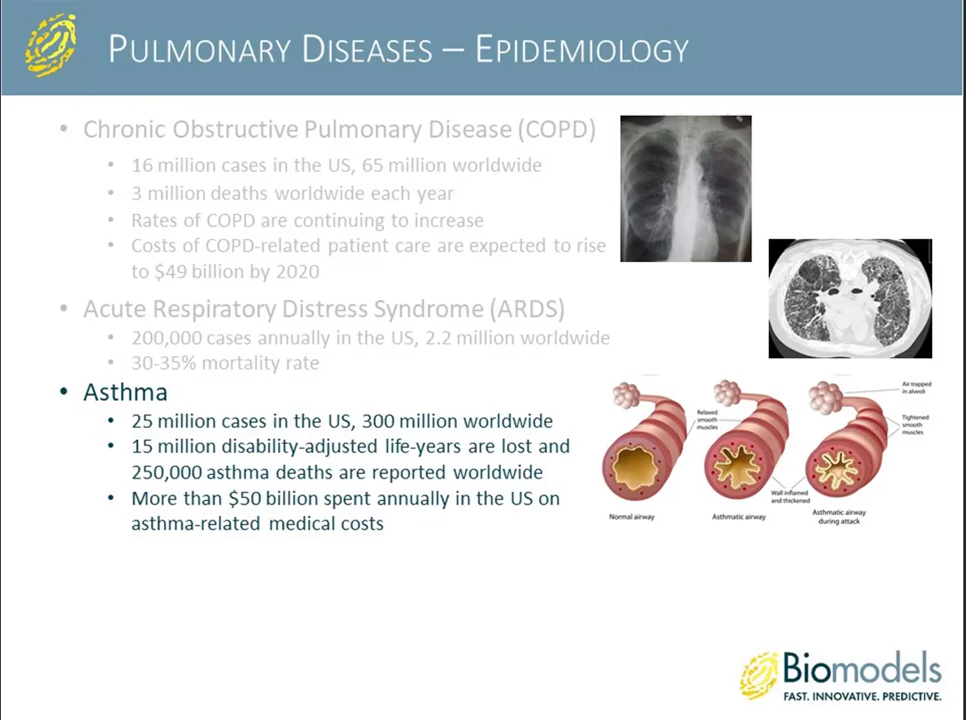 PULMONARY DISEASES – EPIDEMIOLOGY
• Chronic Obstructive Pulmonary Disease (COPD)
• 16 million cases in the US, 65 million worldwide
• 3 million deaths worldwide each year
• Rates of COPD are continuing to increase
• Costs of COPD-related patient care are expected to rise
to $49 billion by 2020
• Acute Respiratory Distress Syndrome (ARDS)
• 200,000 cases annually in the US, 2.2 million worldwide
• 30-35% mortality rate
• Asthma
• 25 million cases in the US, 300 million worldwide
• 15 million disability-adjusted life-years are lost and
250,000 asthma deaths are reported worldwide
• More than $50 billion spent annually in the US on
asthma-related medical costs
Air trapped
in alveoli
Relaxed
smooth
muscles
Tightened
smooth
muscles
Wall inflamed
and thickened
Normal airway
Asthmatic airway
Asthmatic airway
during attack
Biomodels
FAST. INNOVATIVE. PREDICTIVE.